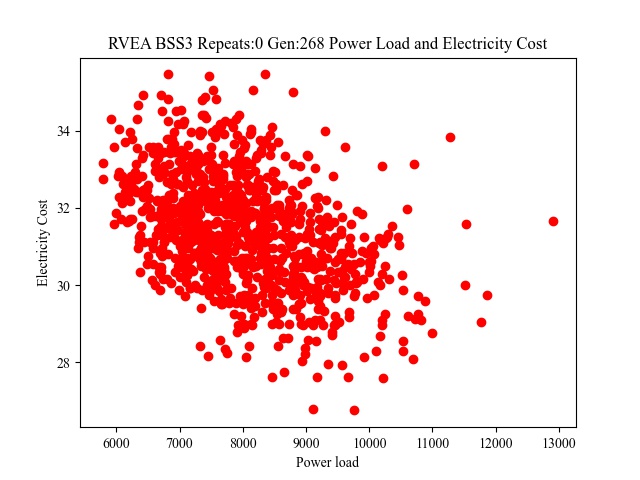 RVEA BSS3 Repeats:0 Gen:268 Power Load and Electricity Cost
34
32
30
28
Electricity Cost
6000 7000 8000 9000 10000 11000 12000 13000
Power load